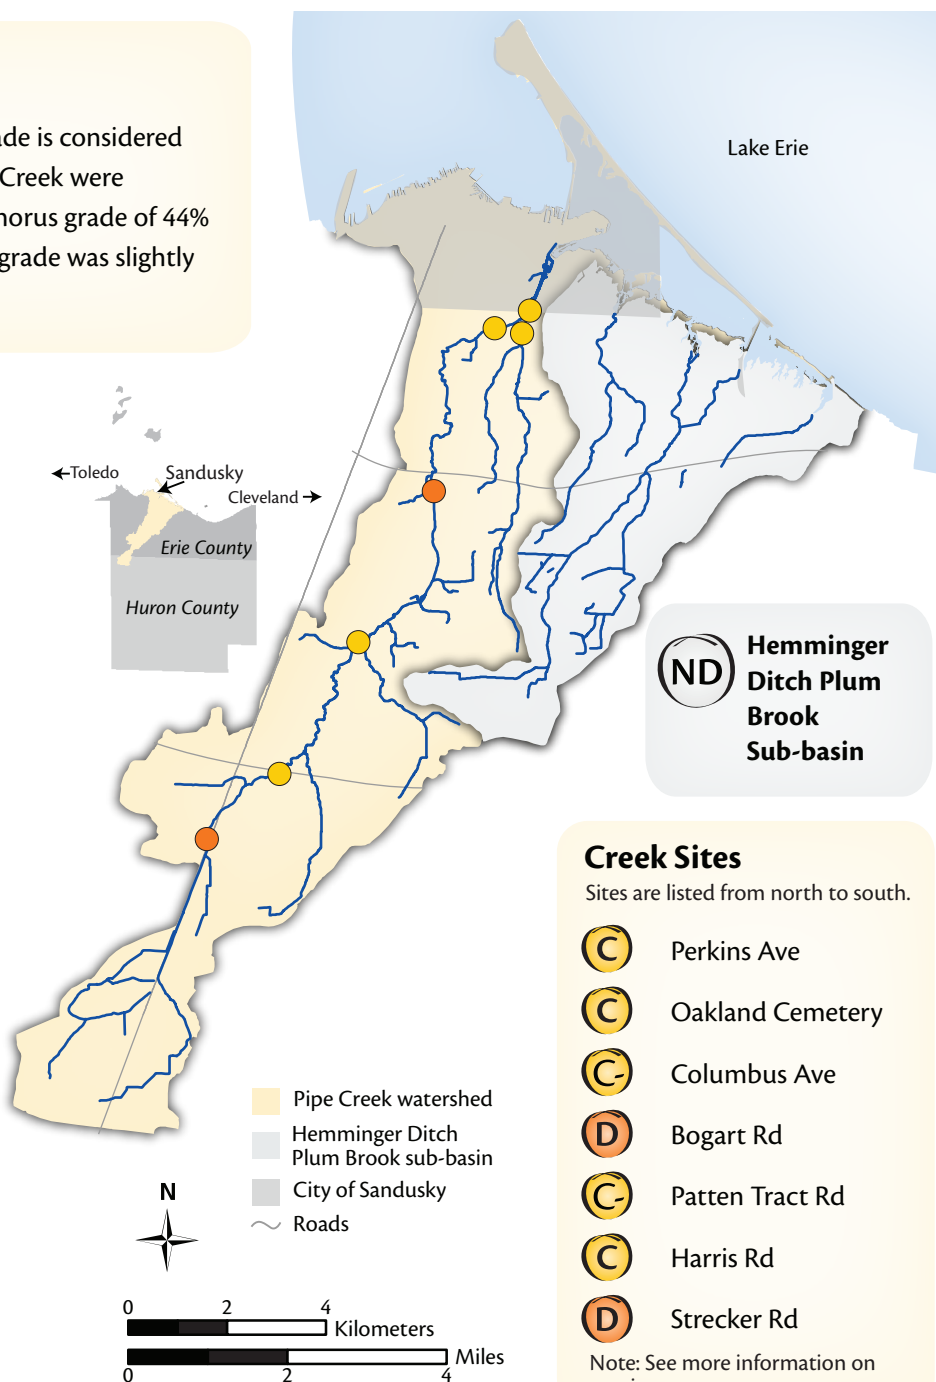 ade is considered
Creek were
horus grade of 44%
grade was slightly
Lake Erie
Toledo
Sandusky
Cleveland
Erie County
Huron County
ND
Hemminger
Ditch Plum
Brook
Sub-basin
Creek Sites
Sites are listed from north to south.
C Perkins Ave
C Oakland Cemetery
C- Columbus Ave
D Bogart Rd
C- Patten Tract Rd
C Harris Rd
D Strecker Rd
Note: See more information on
Pipe Creek watershed
Hemminger Ditch
Plum Brook sub-basin
City of Sandusky
Roads
N
0 2 4
Kilometers
Miles
0 2 4